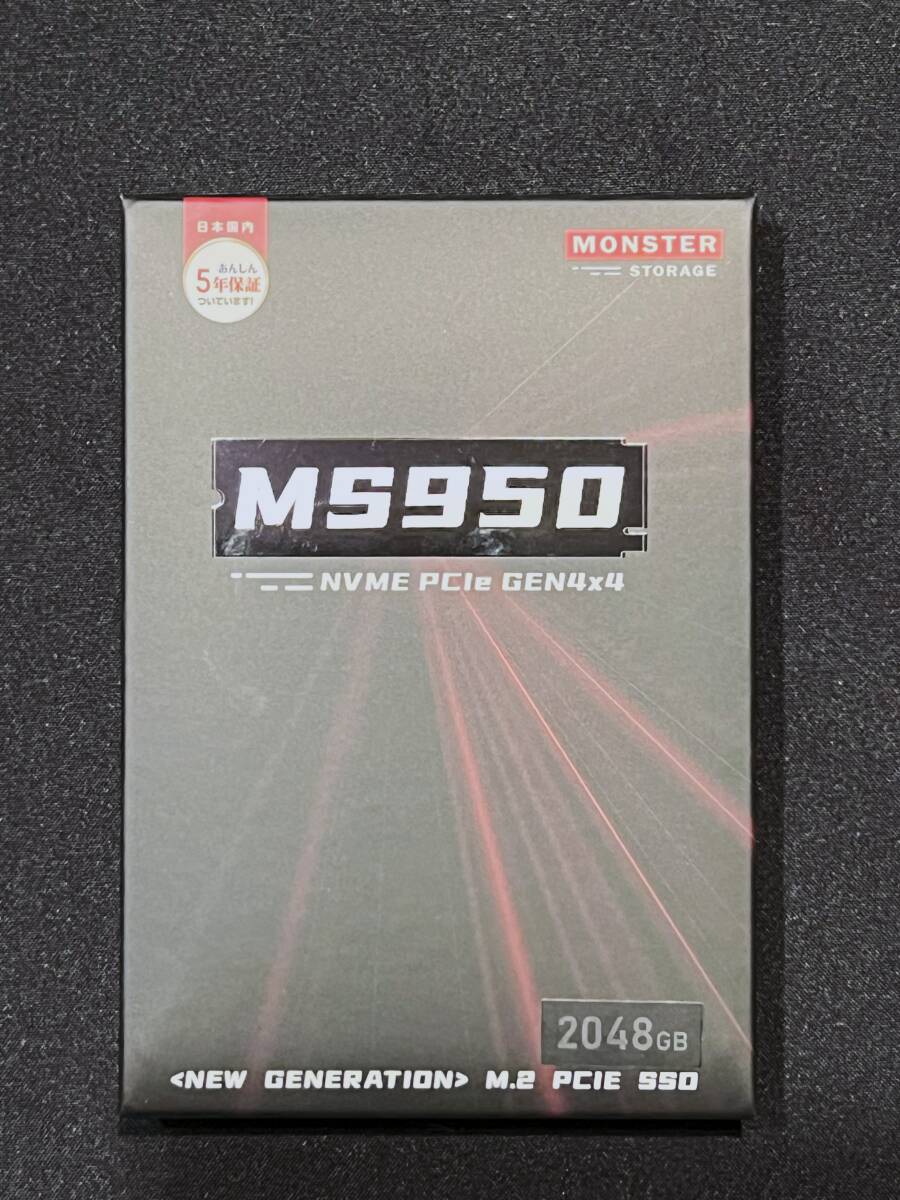 日本国内
あんしん
5年保証
ついています!
MONSTER
STORAGE
MS950
NVME PCIe GEN4x4
2048GB
<NEW GENERATION> M.2 PCIE SSD